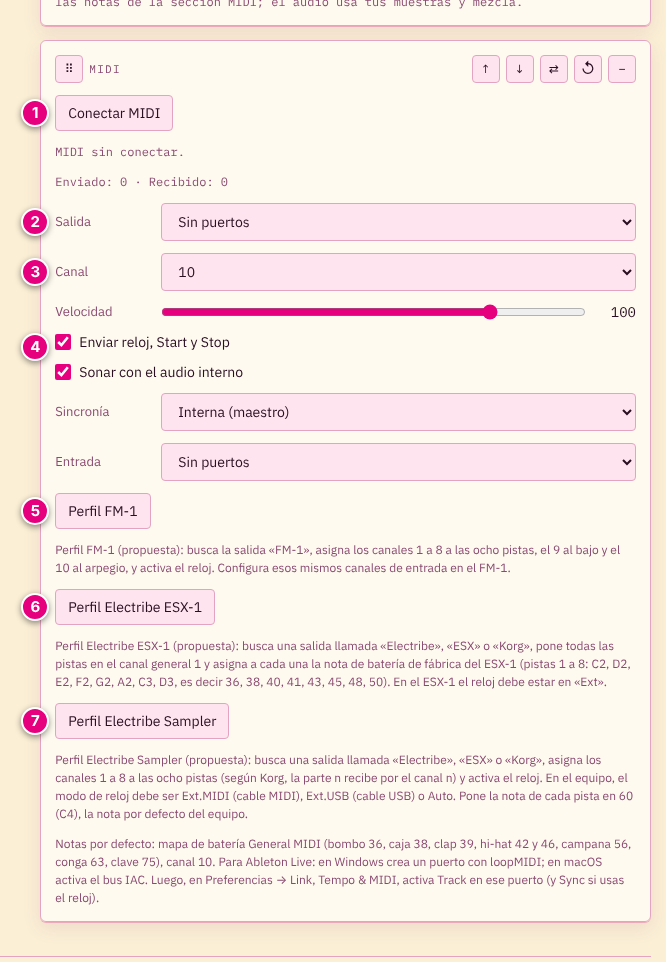 las notas de la sección MIDI; el audio usa tus muestras y mezcla.
MIDI
↑ ↓ ⇄ ↺ −
1 Conectar MIDI
MIDI sin conectar.
Enviado: 0 · Recibido: 0
2 Salida Sin puertos
3 Canal 10
Velocidad 100
4 Enviar reloj, Start y Stop
Sonar con el audio interno
Sincronía Interna (maestro)
Entrada Sin puertos
5 Perfil FM-1
Perfil FM-1 (propuesta): busca la salida «FM-1», asigna los canales 1 a 8 a las ocho pistas, el 9 al bajo y el
10 al arpegio, y activa el reloj. Configura esos mismos canales de entrada en el FM-1.
6 Perfil Electribe ESX-1
Perfil Electribe ESX-1 (propuesta): busca una salida llamada «Electribe», «ESX» o «Korg», pone todas las
pistas en el canal general 1 y asigna a cada una la nota de batería de fábrica del ESX-1 (pistas 1 a 8: C2, D2,
E2, F2, G2, A2, C3, D3, es decir 36, 38, 40, 41, 43, 45, 48, 50). En el ESX-1 el reloj debe estar en «Ext».
7 Perfil Electribe Sampler
Perfil Electribe Sampler (propuesta): busca una salida llamada «Electribe», «ESX» o «Korg», asigna los
canales 1 a 8 a las ocho pistas (según Korg, la parte n recibe por el canal n) y activa el reloj. En el equipo, el
modo de reloj debe ser Ext.MIDI (cable MIDI), Ext.USB (cable USB) o Auto. Pone la nota de cada pista en 60
(C4), la nota por defecto del equipo.
Notas por defecto: mapa de batería General MIDI (bombo 36, caja 38, clap 39, hi-hat 42 y 46, campana 56,
conga 63, clave 75), canal 10. Para Ableton Live: en Windows crea un puerto con loopMIDI; en macOS
activa el bus IAC. Luego, en Preferencias → Link, Tempo & MIDI, activa Track en ese puerto (y Sync si usas
el reloj).